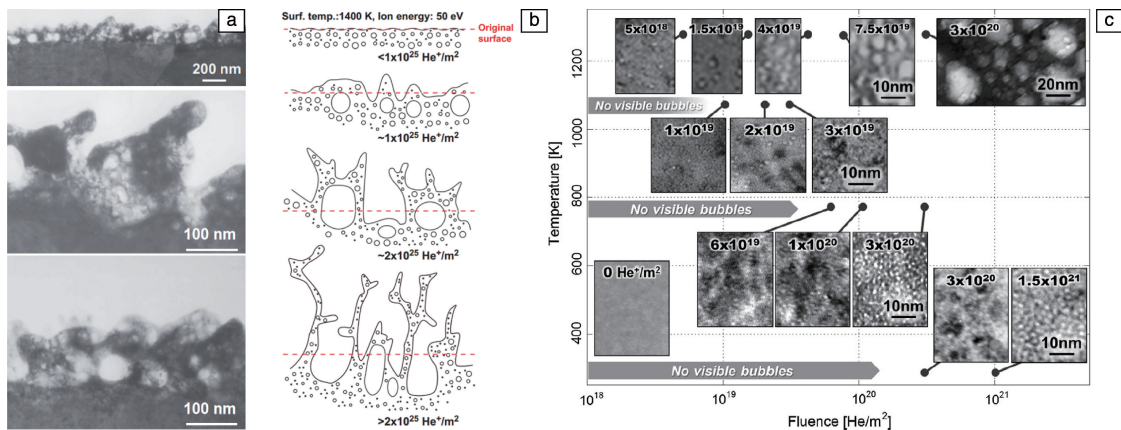 a
200 nm
100 nm
100 nm
b
Surf. temp.:1400 K, Ion energy: 50 eV
Original
surface
<1x10²⁵ He⁺/m²
~1x10²⁵ He⁺/m²
~2x10²⁵ He⁺/m²
>2x10²⁵ He⁺/m²
c
Temperature [K]
1200
1000
800
600
400
5x10¹⁸
1.5x10¹⁹
4x10¹⁹
7.5x10¹⁹
10nm
3x10²⁰
20nm
No visible bubbles
1x10¹⁹
2x10¹⁹
3x10¹⁹
10nm
No visible bubbles
6x10¹⁹
1x10²⁰
3x10²⁰
10nm
0 He⁺/m²
3x10²⁰
1.5x10²¹
10nm
No visible bubbles
10¹⁸
10¹⁹
10²⁰
10²¹
Fluence [He/m²]